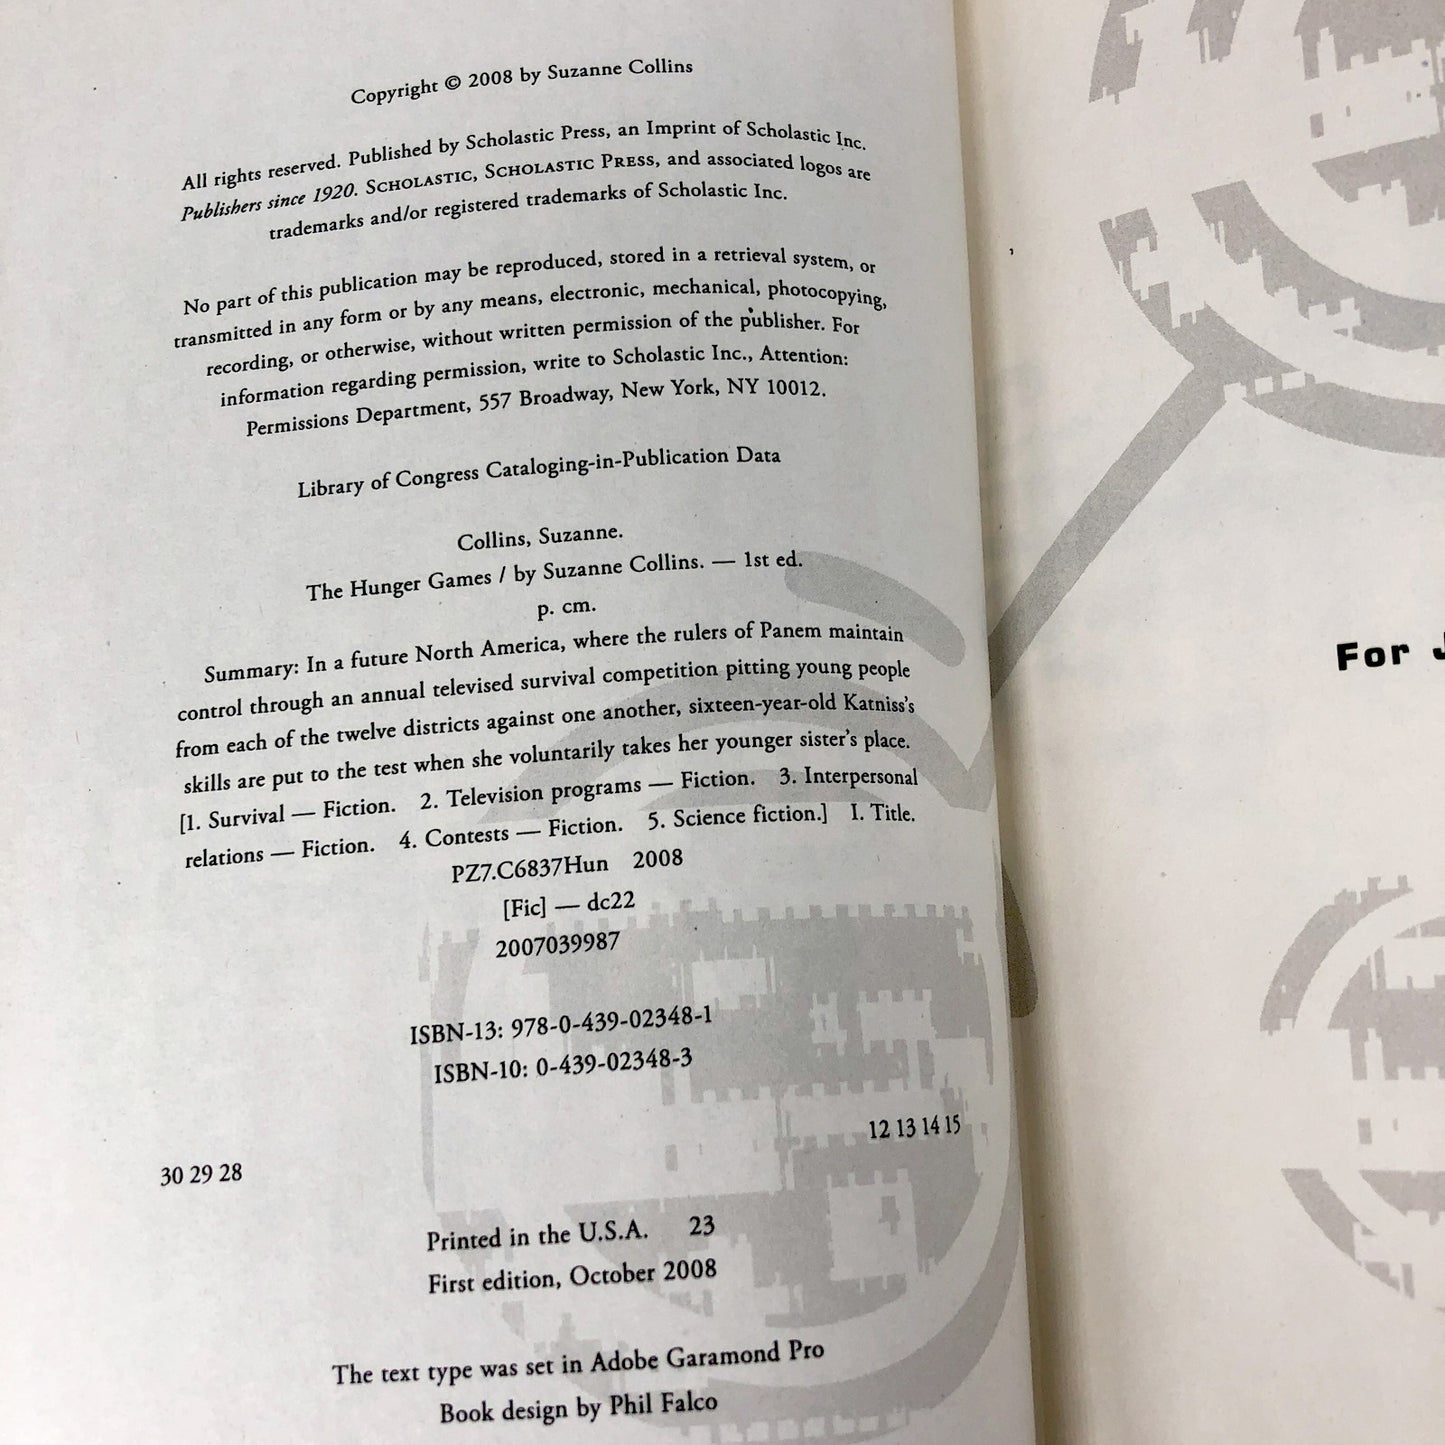 Copyright © 2008 by Suzanne Collins
All rights reserved. Published by Scholastic Press, an Imprint of Scholastic Inc.
Publishers since 1920. SCHOLASTIC, SCHOLASTIC PRESS, and associated logos are
trademarks and/or registered trademarks of Scholastic Inc.
No part of this publication may be reproduced, stored in a retrieval system, or
transmitted in any form or by any means, electronic, mechanical, photocopying,
recording, or otherwise, without written permission of the publisher. For
information regarding permission, write to Scholastic Inc., Attention:
Permissions Department, 557 Broadway, New York, NY 10012.
Library of Congress Cataloging-in-Publication Data
Collins, Suzanne.
The Hunger Games / by Suzanne Collins. — 1st ed.
p. cm.
Summary: In a future North America, where the rulers of Panem maintain
control through an annual televised survival competition pitting young people
from each of the twelve districts against one another, sixteen-year-old Katniss's
skills are put to the test when she voluntarily takes her younger sister's place.
[1. Survival — Fiction. 2. Television programs — Fiction. 3. Interpersonal
relations — Fiction. 4. Contests — Fiction. 5. Science fiction.] I. Title.
PZ7.C6837Hun 2008
[Fic] — dc22
2007039987
ISBN-13: 978-0-439-02348-1
ISBN-10: 0-439-02348-3
12 13 14 15
30 29 28
Printed in the U.S.A. 23
First edition, October 2008
The text type was set in Adobe Garamond Pro
Book design by Phil Falco
For J